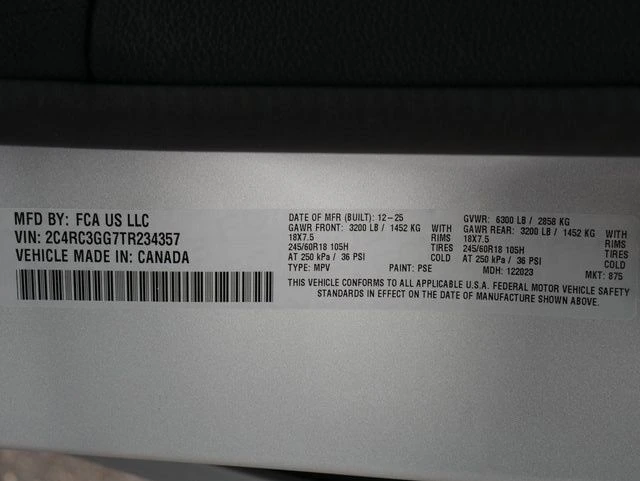 MFD BY: FCA US LLC
VIN: 2C4RC3GG7TR234357
VEHICLE MADE IN: CANADA
DATE OF MFR (BUILT): 12-25
GAWR FRONT: 3200 LB / 1452 KG WITH
18X7.5 RIMS
245/60R18 105H TIRES
AT 250 kPa / 36 PSI COLD
TYPE: MPV PAINT: PSE
GVWR: 6300 LB / 2858 KG
GAWR REAR: 3200 LB / 1452 KG WITH
18X7.5 RIMS
245/60R18 105H TIRES
AT 250 kPa / 36 PSI COLD
MDH: 122023 MKT: 875
THIS VEHICLE CONFORMS TO ALL APPLICABLE U.S.A. FEDERAL MOTOR VEHICLE SAFETY
STANDARDS IN EFFECT ON THE DATE OF MANUFACTURE SHOWN ABOVE.